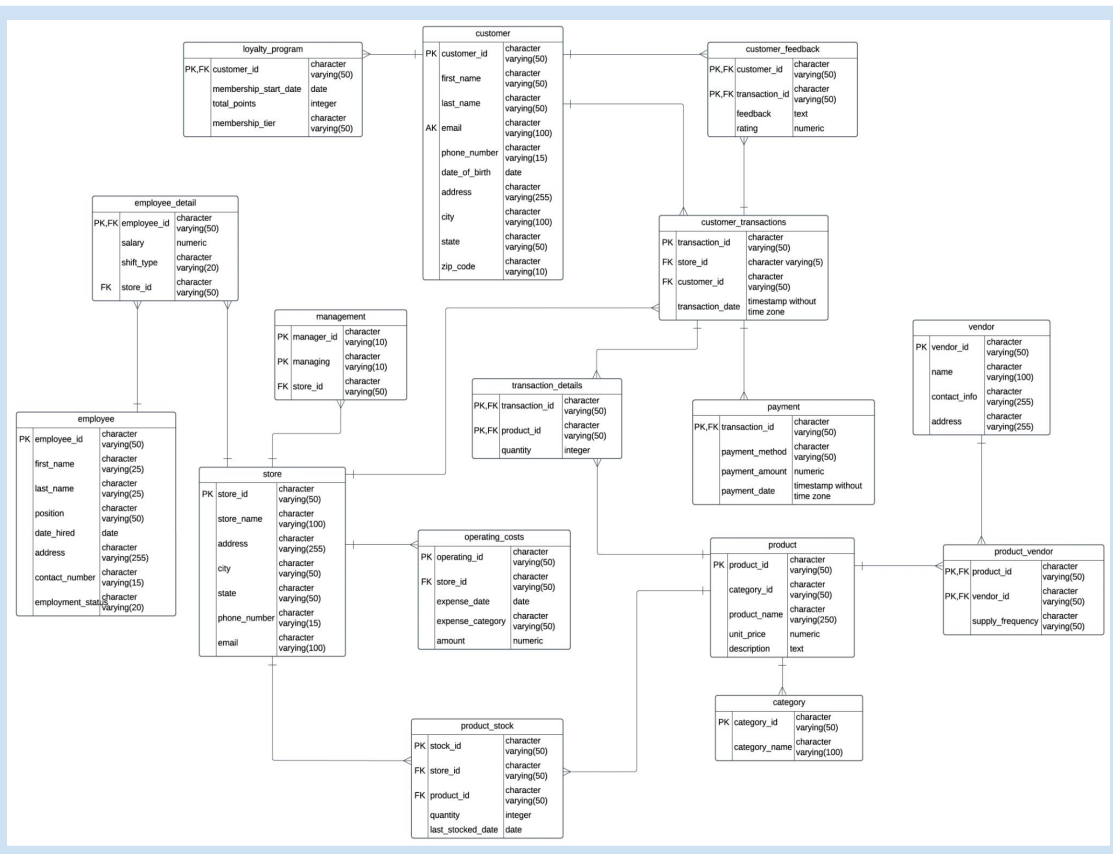 loyalty_program
PK,FK customer_id character
varying(50)
membership_start_date date
total_points integer
membership_tier character
varying(50)
customer
PK customer_id character
varying(50)
first_name character
varying(50)
last_name character
varying(50)
AK email character
varying(100)
phone_number character
varying(15)
date_of_birth date
address character
varying(255)
city character
varying(100)
state character
varying(50)
zip_code character
varying(10)
customer_feedback
PK,FK customer_id character
varying(50)
PK,FK transaction_id character
varying(50)
feedback text
rating numeric
employee_detail
PK,FK employee_id character
varying(50)
salary numeric
shift_type character
varying(20)
FK store_id character
varying(50)
customer_transactions
PK transaction_id character
varying(50)
FK store_id character varying(5)
FK customer_id character
varying(50)
transaction_date timestamp without
time zone
management
PK manager_id character
varying(10)
PK managing character
varying(10)
FK store_id character
varying(50)
vendor
PK vendor_id character
varying(50)
name character
varying(100)
contact_info character
varying(255)
address character
varying(255)
transaction_details
PK,FK transaction_id character
varying(50)
PK,FK product_id character
varying(50)
quantity integer
payment
PK,FK transaction_id character
varying(50)
payment_method character
varying(50)
payment_amount numeric
payment_date timestamp without
time zone
employee
PK employee_id character
varying(50)
first_name character
varying(25)
last_name character
varying(25)
position character
varying(50)
date_hired date
address character
varying(255)
contact_number character
varying(15)
employment_status character
varying(20)
store
PK store_id character
varying(50)
store_name character
varying(100)
address character
varying(255)
city character
varying(50)
state character
varying(50)
phone_number character
varying(15)
email character
varying(100)
operating_costs
PK operating_id character
varying(50)
FK store_id character
varying(50)
expense_date date
expense_category character
varying(50)
amount numeric
product
PK product_id character
varying(50)
category_id character
varying(50)
product_name character
varying(250)
unit_price numeric
description text
product_vendor
PK,FK product_id character
varying(50)
PK,FK vendor_id character
varying(50)
supply_frequency character
varying(50)
category
PK category_id character
varying(50)
category_name character
varying(100)
product_stock
PK stock_id character
varying(50)
FK store_id character
varying(50)
FK product_id character
varying(50)
quantity integer
last_stocked_date date